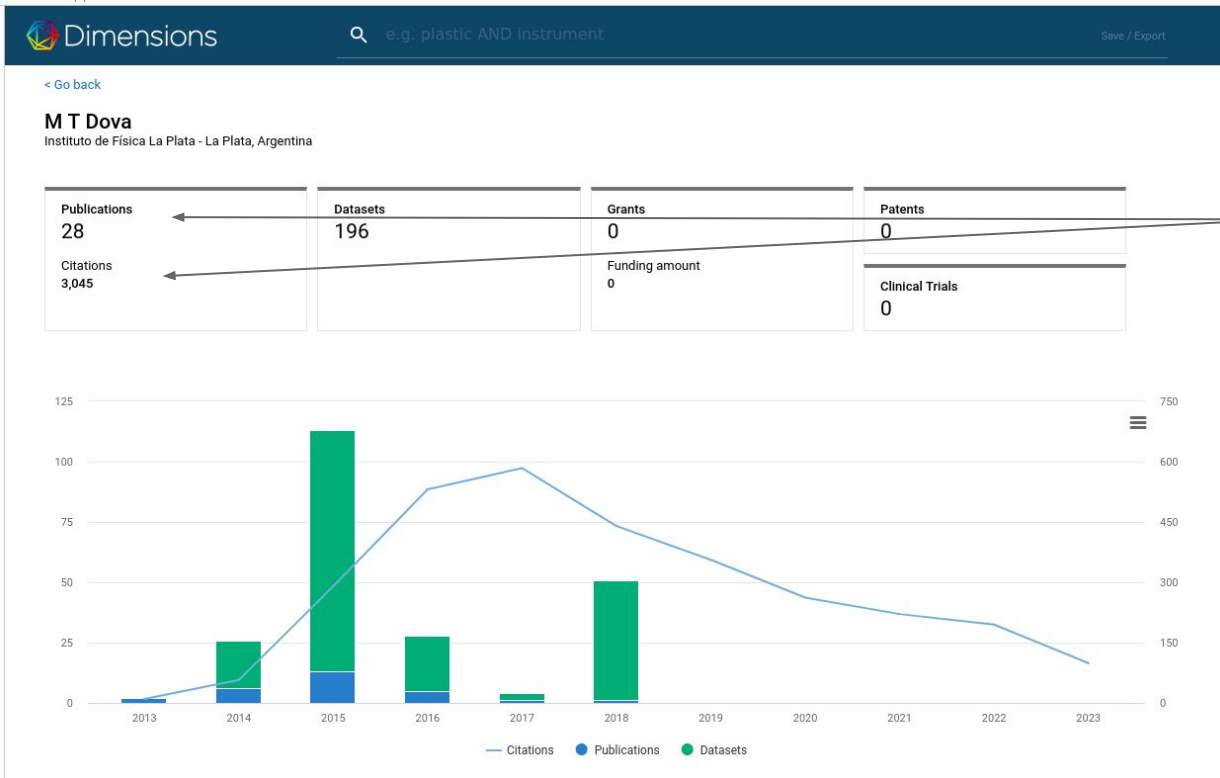 Dimensions
e.g. plastic AND instrument
Save / Export
< Go back
M T Dova
Instituto de Física La Plata - La Plata, Argentina
Publications
28
Citations
3,045
Datasets
196
Grants
0
Funding amount
0
Patents
0
Clinical Trials
0
125
100
75
50
25
0
750
600
450
300
150
0
2013 2014 2015 2016 2017 2018 2019 2020 2021 2022 2023
Citations Publications Datasets